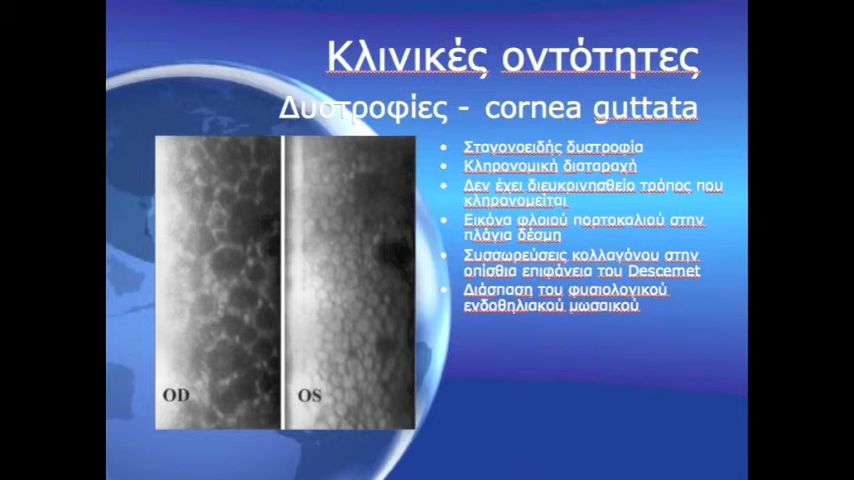 Κλινικές οντότητες
Δυστροφίες - cornea guttata
• Σταγονοειδής δυστροφία
• Κληρονομική διαταραχή
• Δεν έχει διευκρινησθείο τρόπος που
κληρονομείται
• Εικόνα φλοιού πορτοκαλιού στην
πλάγια δέσμη
• Συσσωρεύσεις κολλαγόνου στην
οπίσθια επιφάνεια του Descemet
• Διάσπαση του φυσιολογικού
ενδοθηλιακού μωσαικού
OD
OS